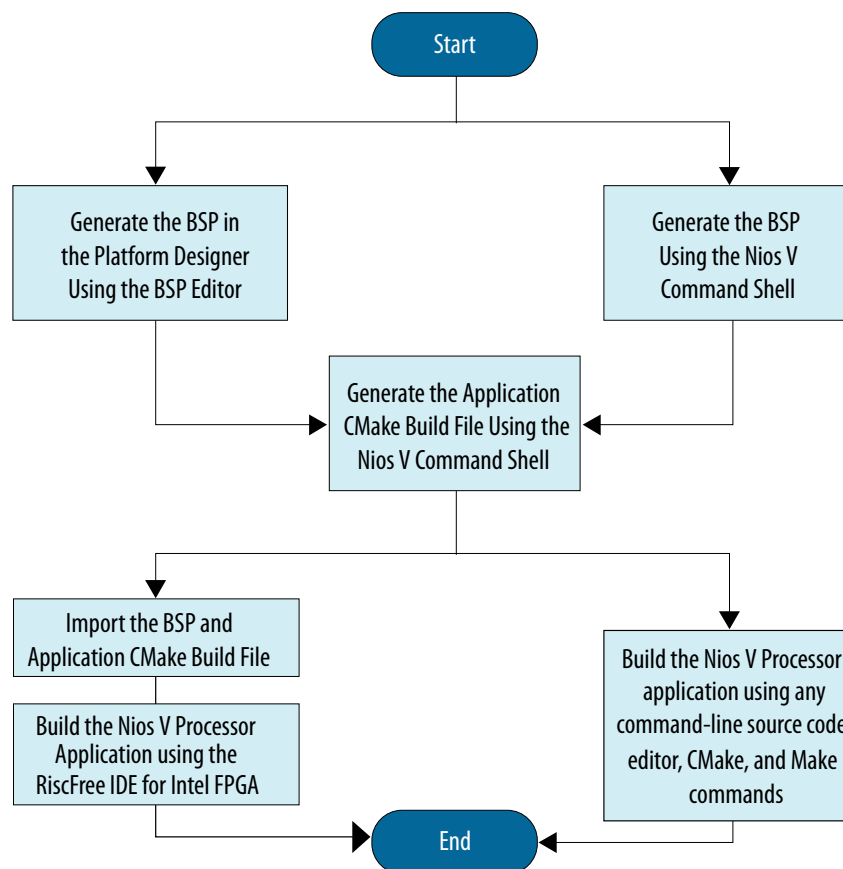 Start
Generate the BSP in
the Platform Designer
Using the BSP Editor
Generate the BSP
Using the Nios V
Command Shell
Generate the Application
CMake Build File Using the
Nios V Command Shell
Import the BSP and
Application CMake Build File
Build the Nios V Processor
Application using the
RiscFree IDE for Intel FPGA
Build the Nios V Processor
application using any
command-line source code
editor, CMake, and Make
commands
End